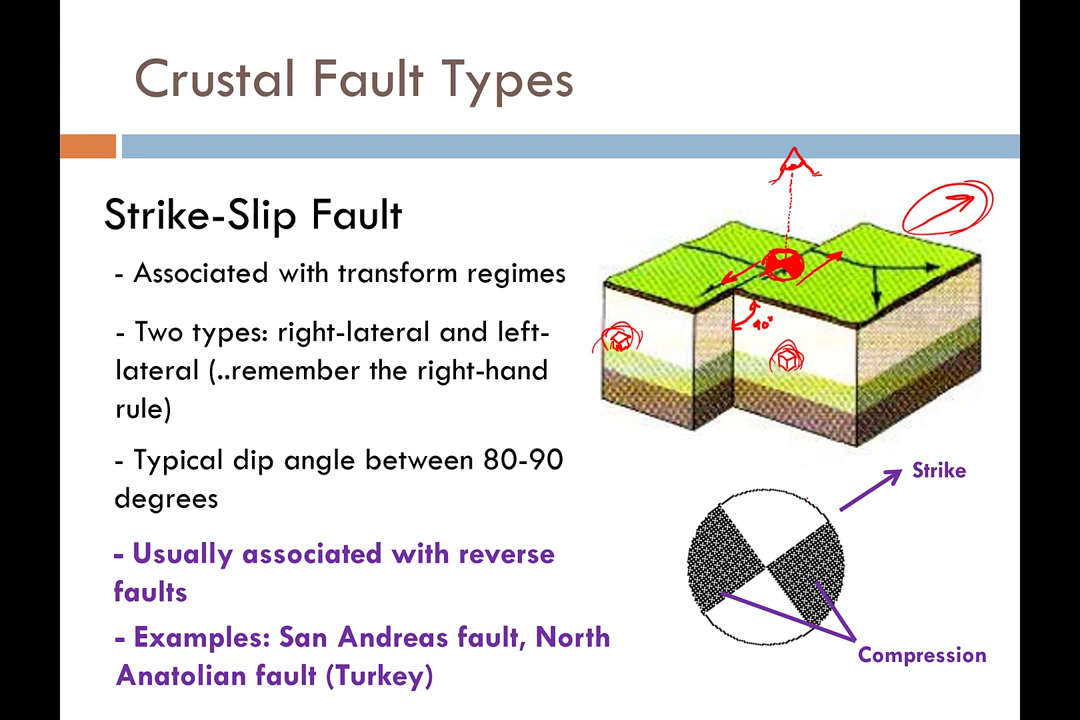 Crustal Fault Types
Strike-Slip Fault
- Associated with transform regimes
- Two types: right-lateral and left-
lateral (..remember the right-hand
rule)
- Typical dip angle between 80-90
degrees
- Usually associated with reverse
faults
- Examples: San Andreas fault, North
Anatolian fault (Turkey)
90°
Strike
Compression